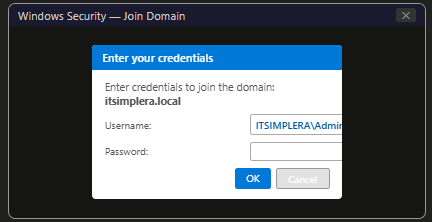 Windows Security — Join Domain
Enter your credentials
Enter credentials to join the domain:
itsimplera.local
Username:
ITSIMPLERA\Admin
Password:
OK
Cancel